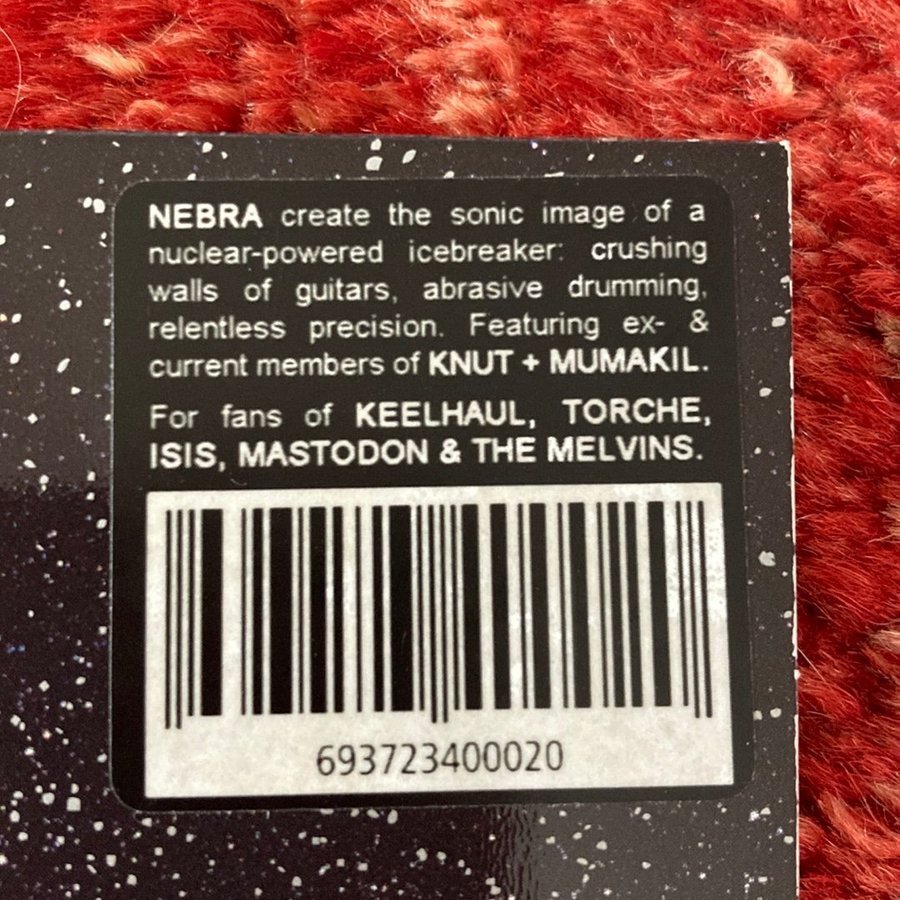 NEBRA create the sonic image of a
nuclear-powered icebreaker: crushing
walls of guitars, abrasive drumming,
relentless precision. Featuring ex- &
current members of KNUT + MUMAKIL.
For fans of KEELHAUL, TORCHE,
ISIS, MASTODON & THE MELVINS.
693723400020